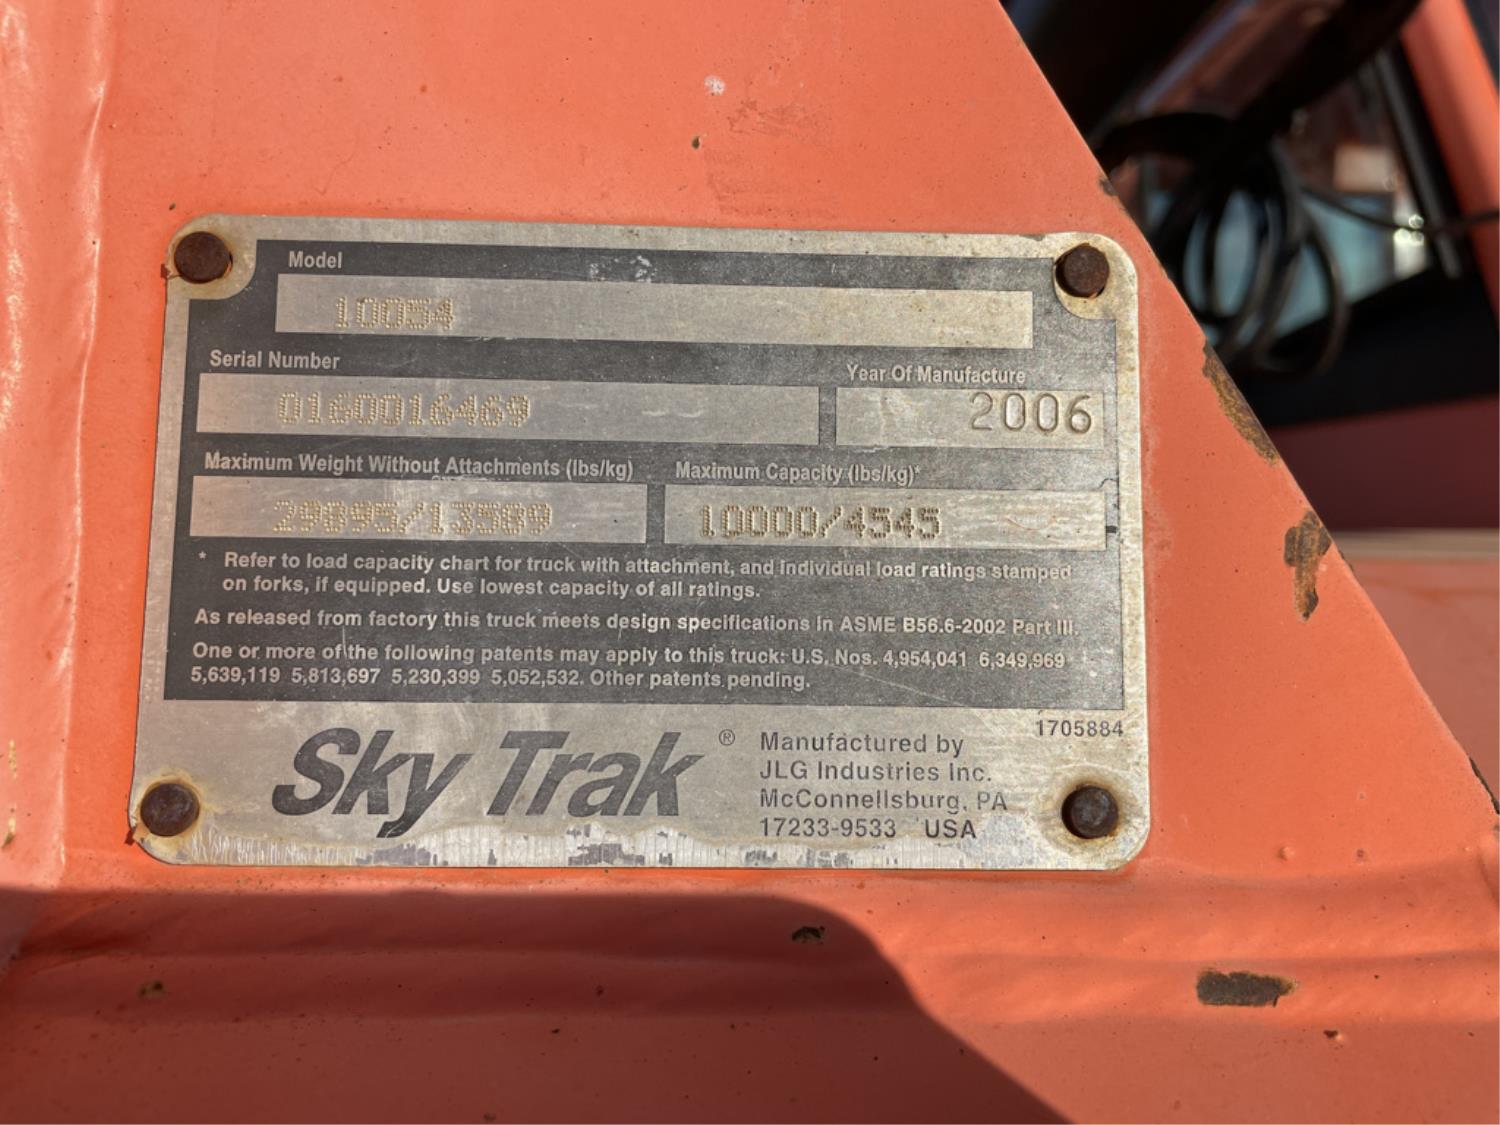 Model
10054
Serial Number
0160016469
Year Of Manufacture
2006
Maximum Weight Without Attachments (lbs/kg)
Maximum Capacity (lbs/kg)*
10000/4545
* Refer to load capacity chart for truck with attachment, and individual load ratings stamped
on forks, if equipped. Use lowest capacity of all ratings.
As released from factory this truck meets design specifications in ASME B56.6-2002 Part III.
One or more of the following patents may apply to this truck: U.S. Nos. 4,954,041 6,349,969
5,639,119 5,813,697 5,230,399 5,052,532. Other patents pending.
1705884
Sky Trak ®
Manufactured by
JLG Industries Inc.
McConnellsburg, PA
17233-9533 USA